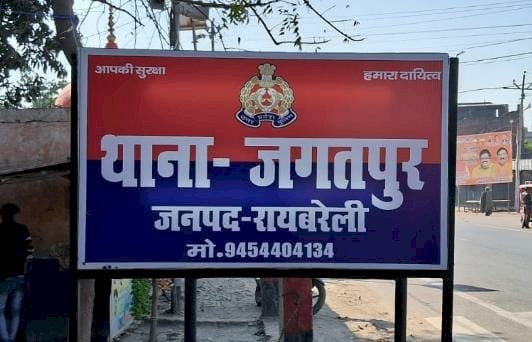 आपकी सुरक्षा
हमारा दायित्व
थाना- जगतपुर
जनपद-रायबरेली
मो.9454404134